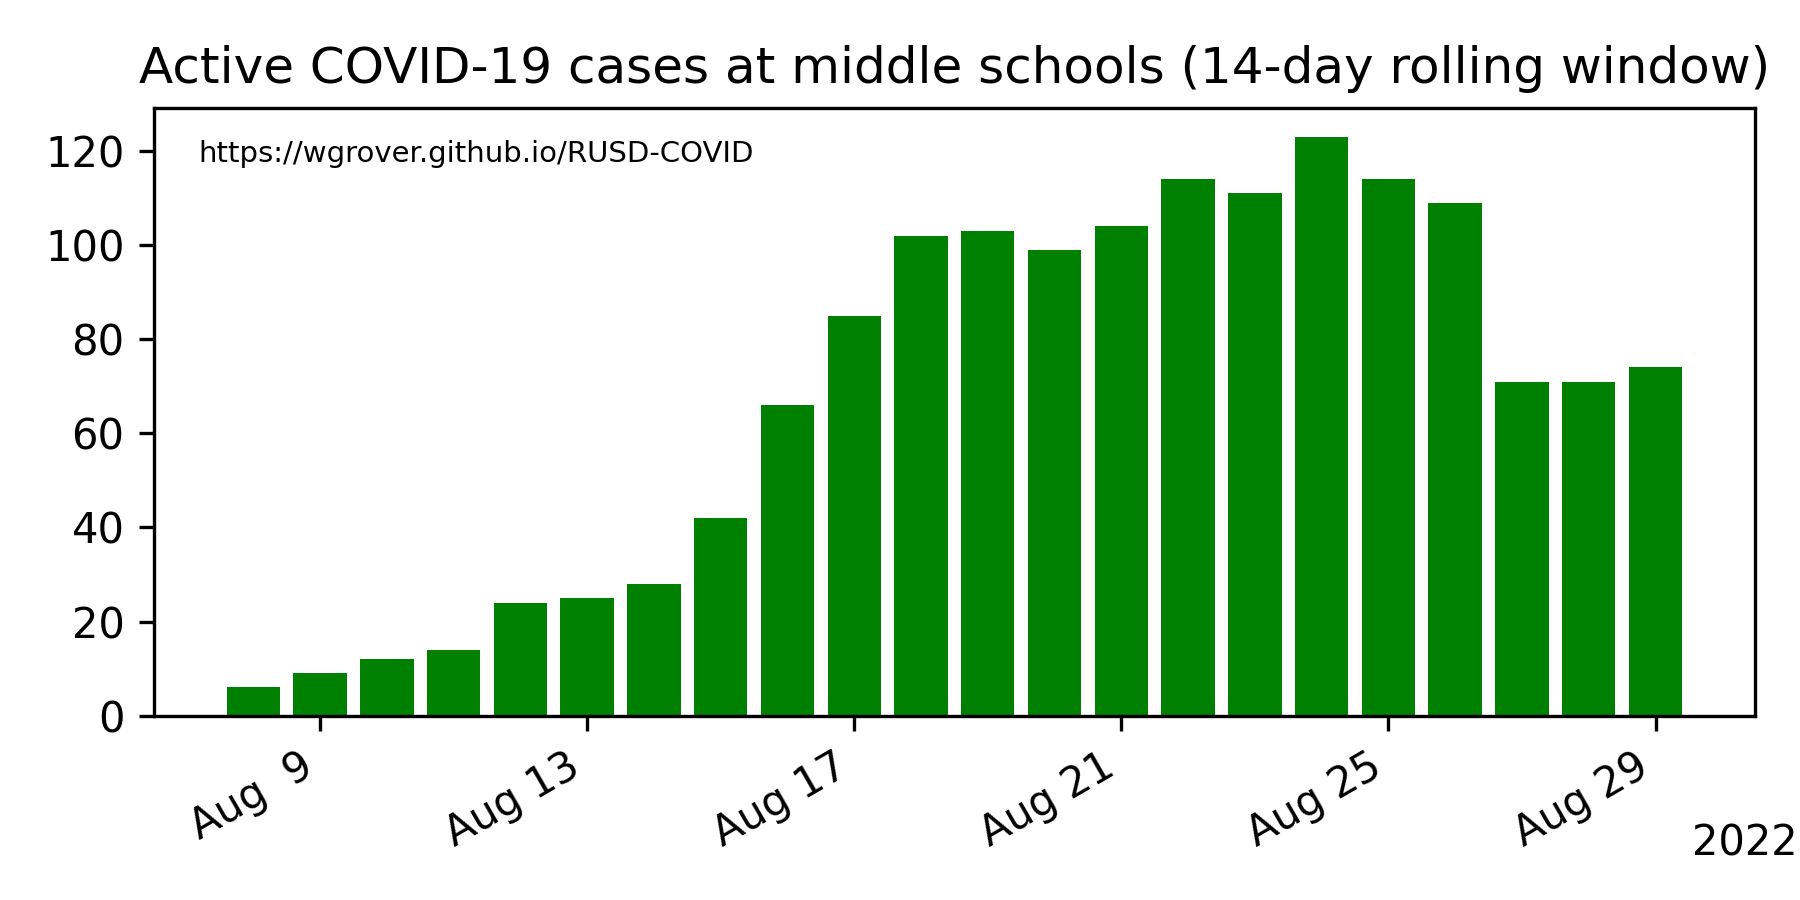 Active COVID-19 cases at middle schools (14-day rolling window)
https://wgrover.github.io/RUSD-COVID
120
100
80
60
40
20
0
Aug  9
Aug 13
Aug 17
Aug 21
Aug 25
Aug 29
2022